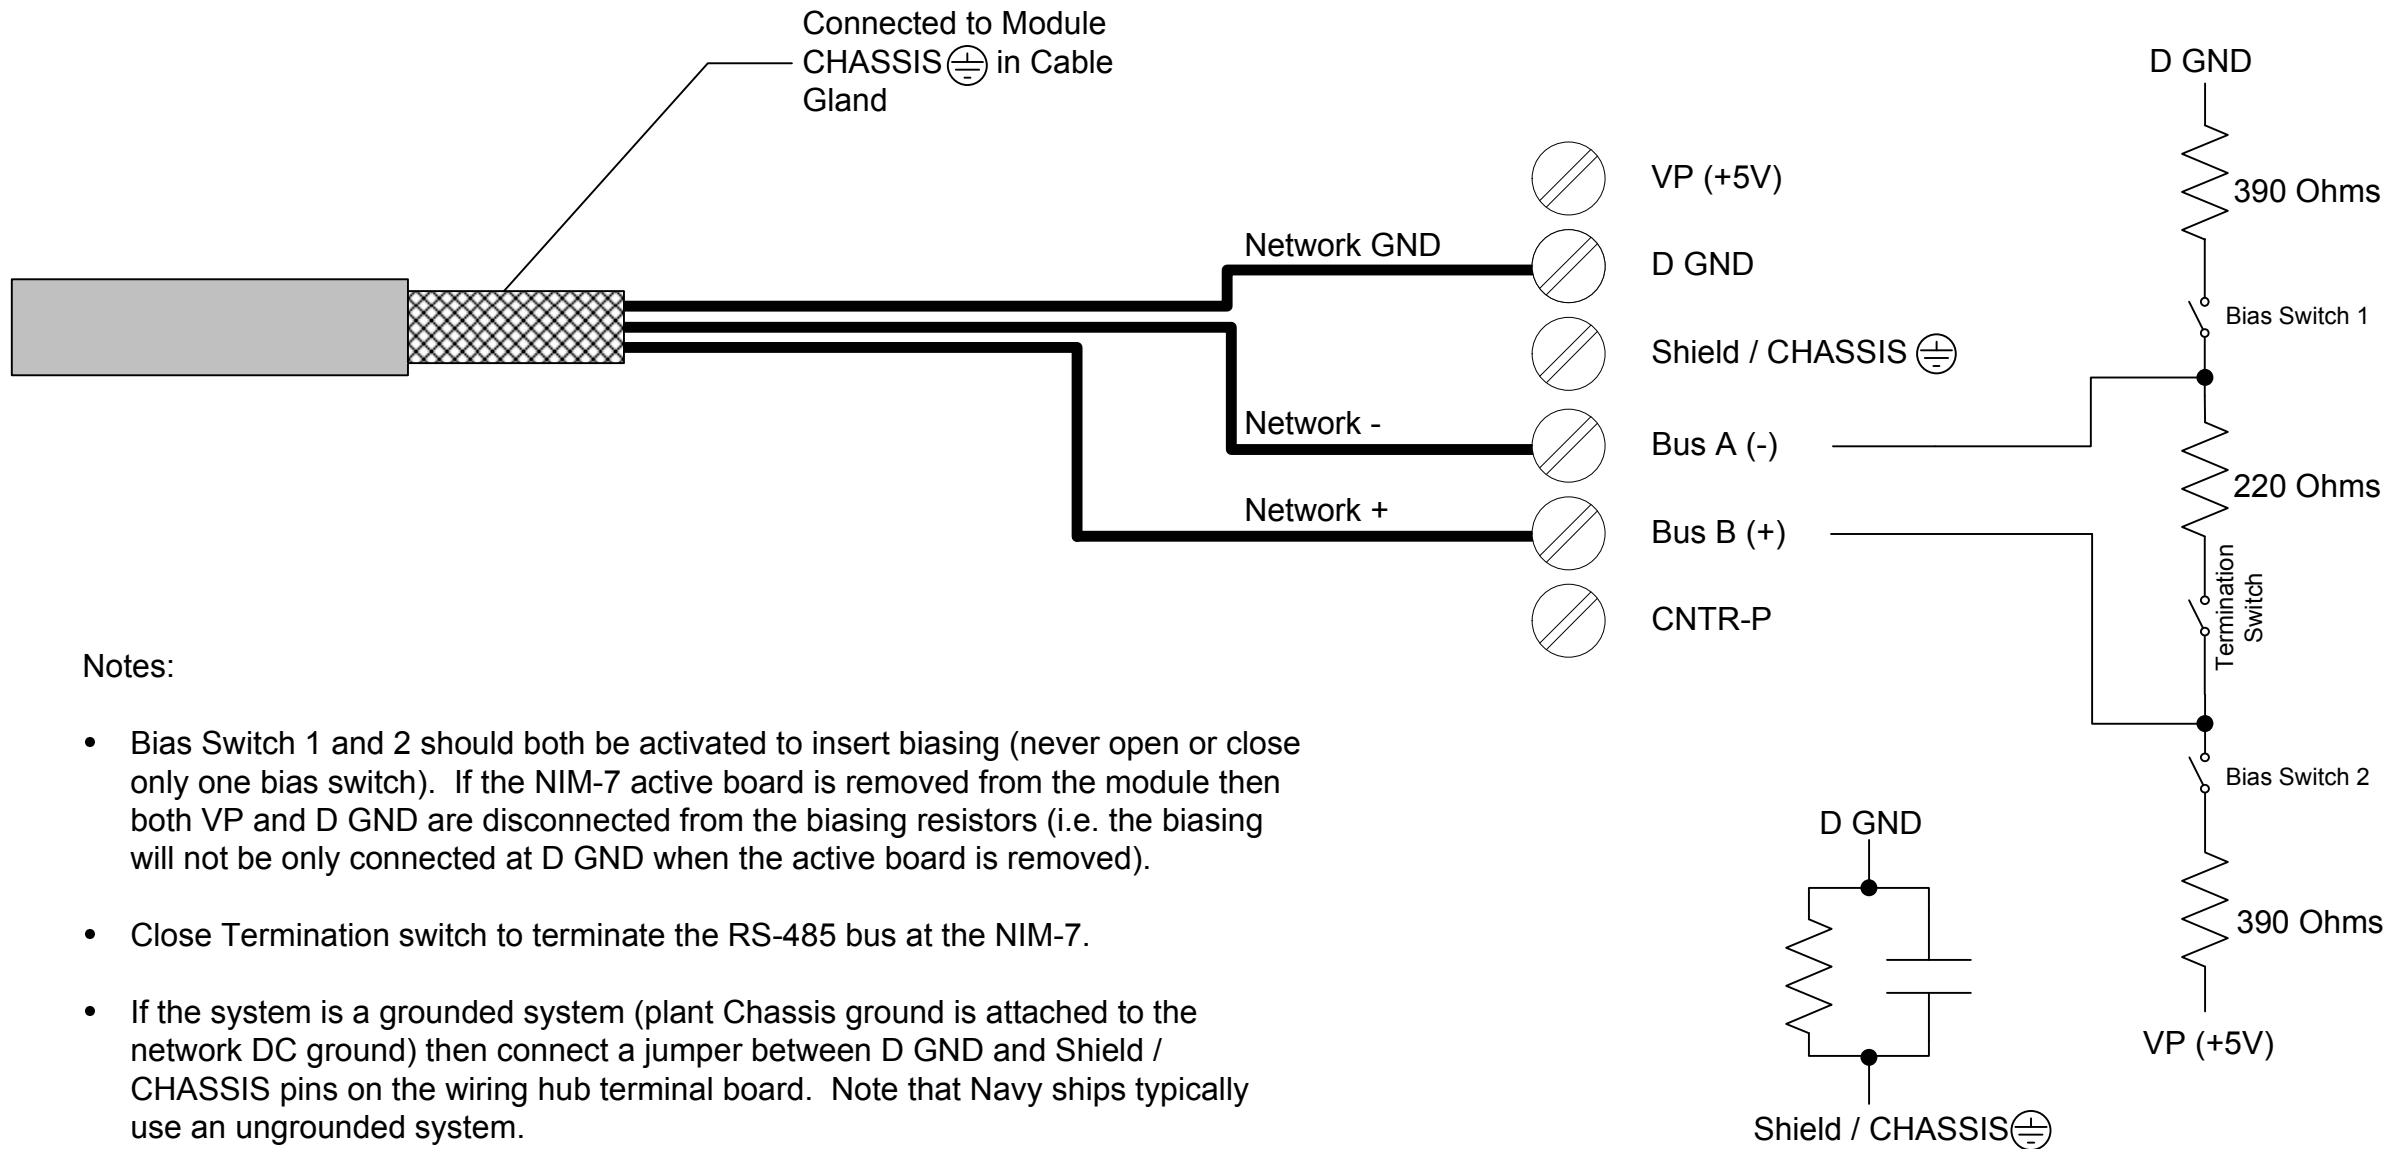 Connected to Module
CHASSIS in Cable
Gland
D GND
390 Ohms
Bias Switch 1
220 Ohms
Termination
Switch
Bias Switch 2
390 Ohms
VP (+5V)
VP (+5V)
D GND
Shield / CHASSIS
Bus A (-)
Bus B (+)
CNTR-P
Network GND
Network -
Network +
Notes:
• Bias Switch 1 and 2 should both be activated to insert biasing (never open or close
only one bias switch). If the NIM-7 active board is removed from the module then
both VP and D GND are disconnected from the biasing resistors (i.e. the biasing
will not be only connected at D GND when the active board is removed).
• Close Termination switch to terminate the RS-485 bus at the NIM-7.
• If the system is a grounded system (plant Chassis ground is attached to the
network DC ground) then connect a jumper between D GND and Shield /
CHASSIS pins on the wiring hub terminal board. Note that Navy ships typically
use an ungrounded system.
D GND
Shield / CHASSIS